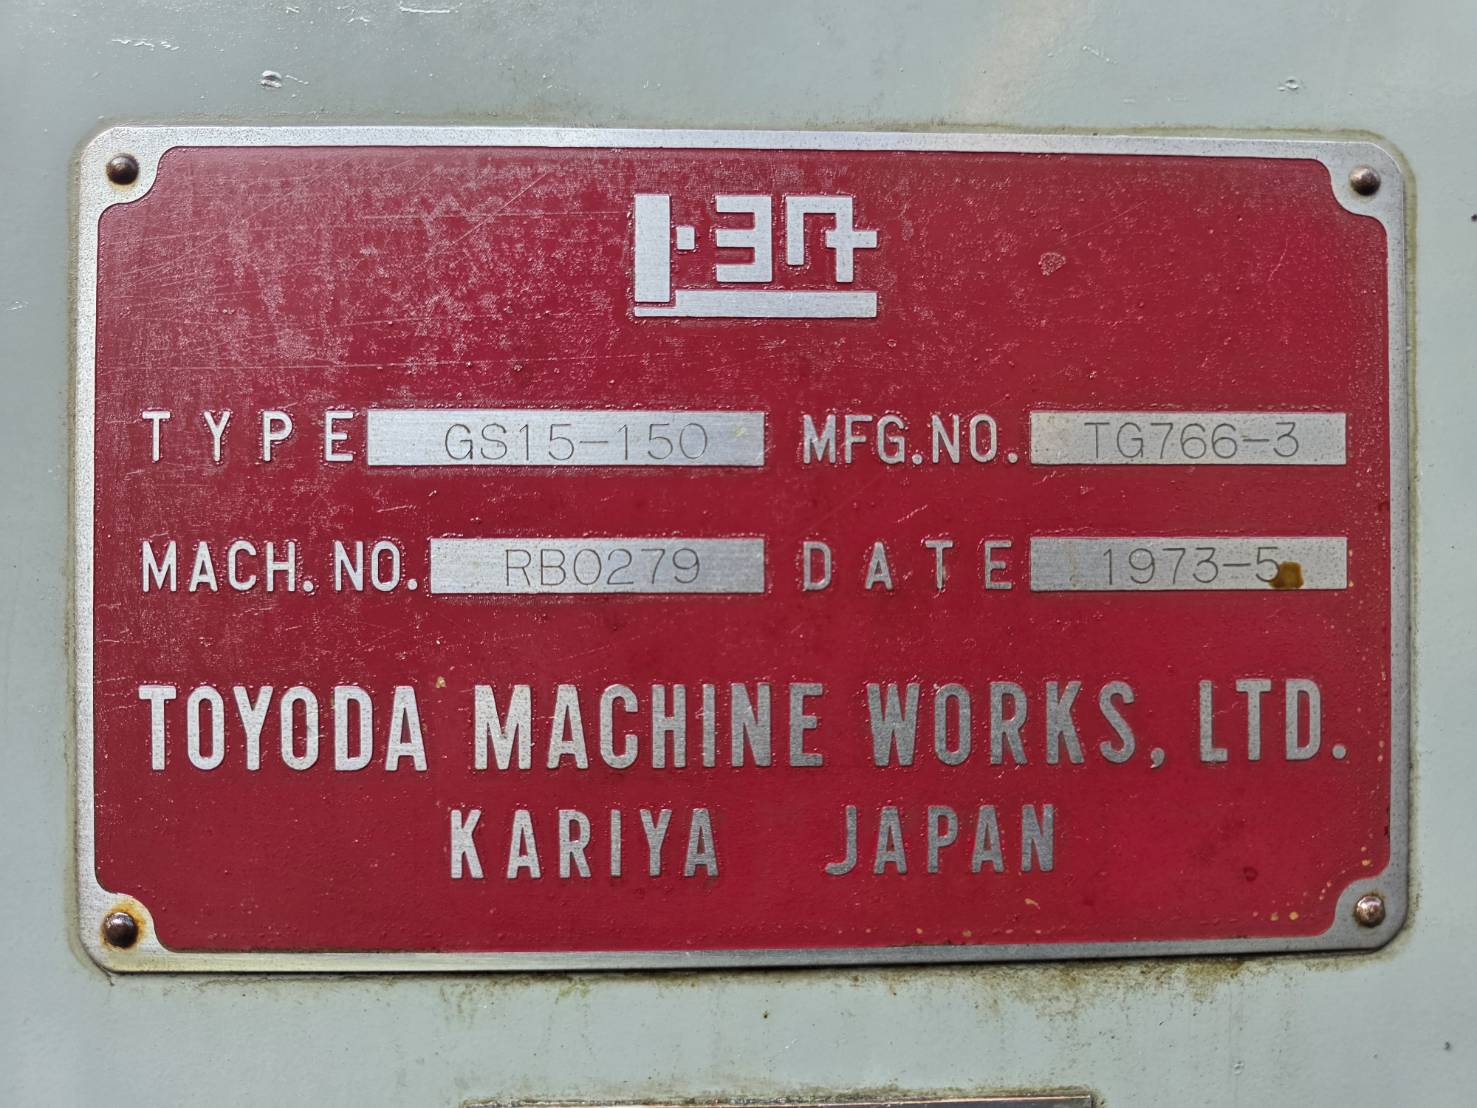 トヨタ
TYPE GS15-150 MFG.NO. TG766-3
MACH.NO. RB0279 DATE 1973-5
TOYODA MACHINE WORKS, LTD.
KARIYA JAPAN